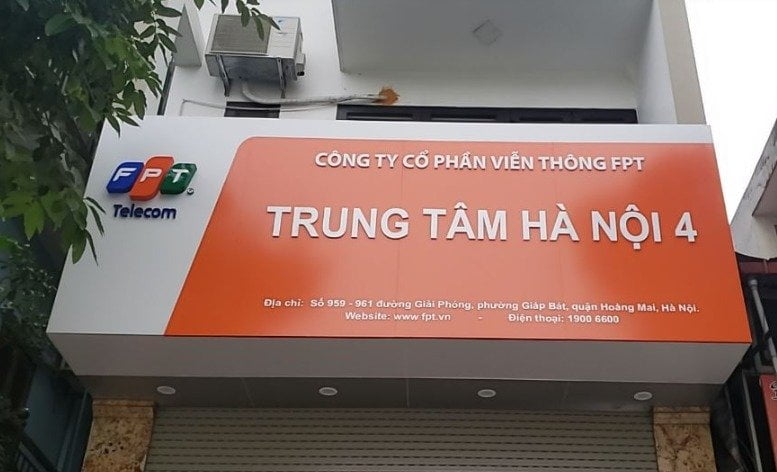 FPT
Telecom
CÔNG TY CỔ PHẦN VIỄN THÔNG FPT
TRUNG TÂM HÀ NỘI 4
Địa chỉ: Số 959 - 961 đường Giải Phóng, phường Giáp Bát, quận Hoàng Mai, Hà Nội.
Website: www.fpt.vn - Điện thoại: 1900 6600